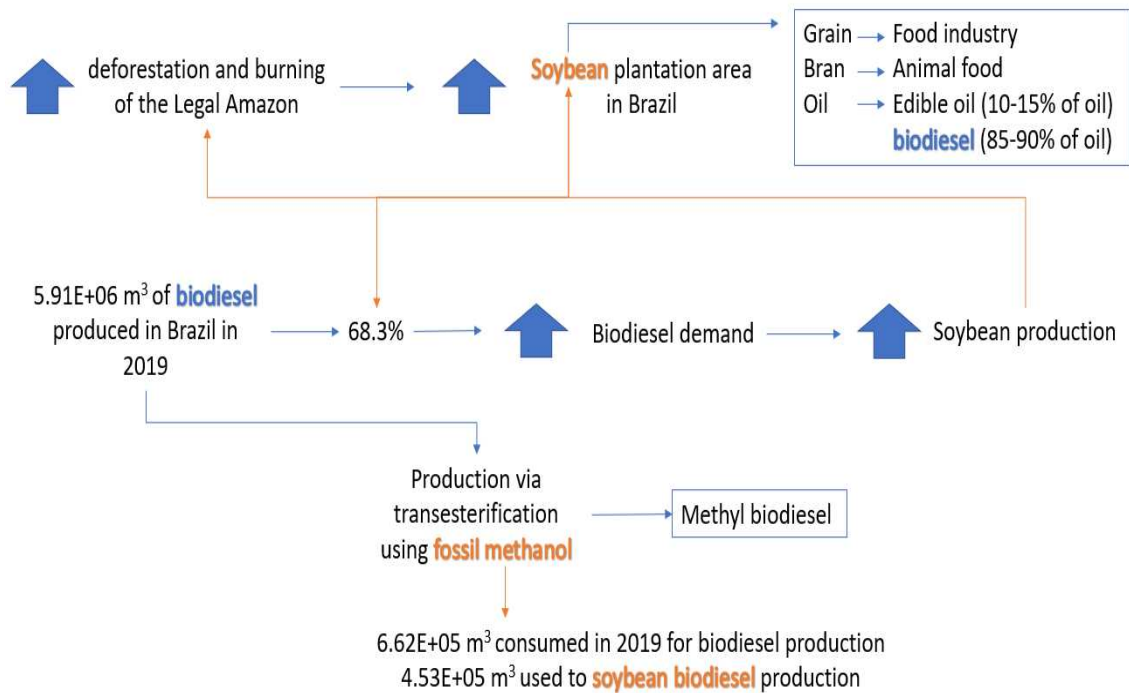 deforestation and burning
of the Legal Amazon
Soybean plantation area
in Brazil
Grain Food industry
Bran Animal food
Oil Edible oil (10-15% of oil)
biodiesel (85-90% of oil)
5.91E+06 m³ of biodiesel
produced in Brazil in
2019
68.3%
Biodiesel demand
Soybean production
Production via
transesterification
using fossil methanol
Methyl biodiesel
6.62E+05 m³ consumed in 2019 for biodiesel production
4.53E+05 m³ used to soybean biodiesel production